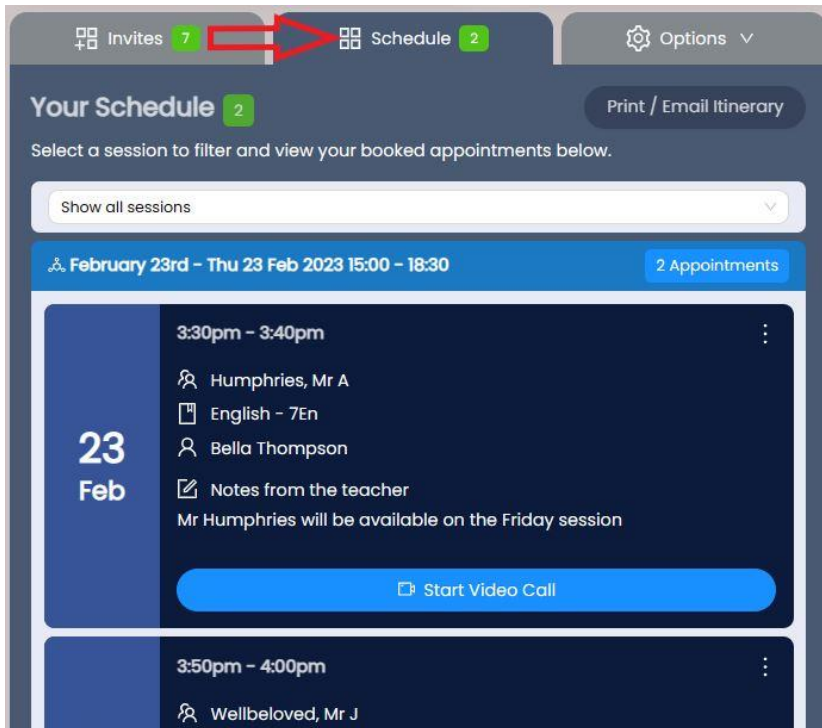 Invites 7 Schedule 2 Options
Your Schedule 2 Print / Email Itinerary
Select a session to filter and view your booked appointments below.
Show all sessions
February 23rd - Thu 23 Feb 2023 15:00 - 18:30 2 Appointments
3:30pm - 3:40pm
Humphries, Mr A
English - 7En
23
Feb
Bella Thompson
Notes from the teacher
Mr Humphries will be available on the Friday session
Start Video Call
3:50pm - 4:00pm
Wellbeloved, Mr J